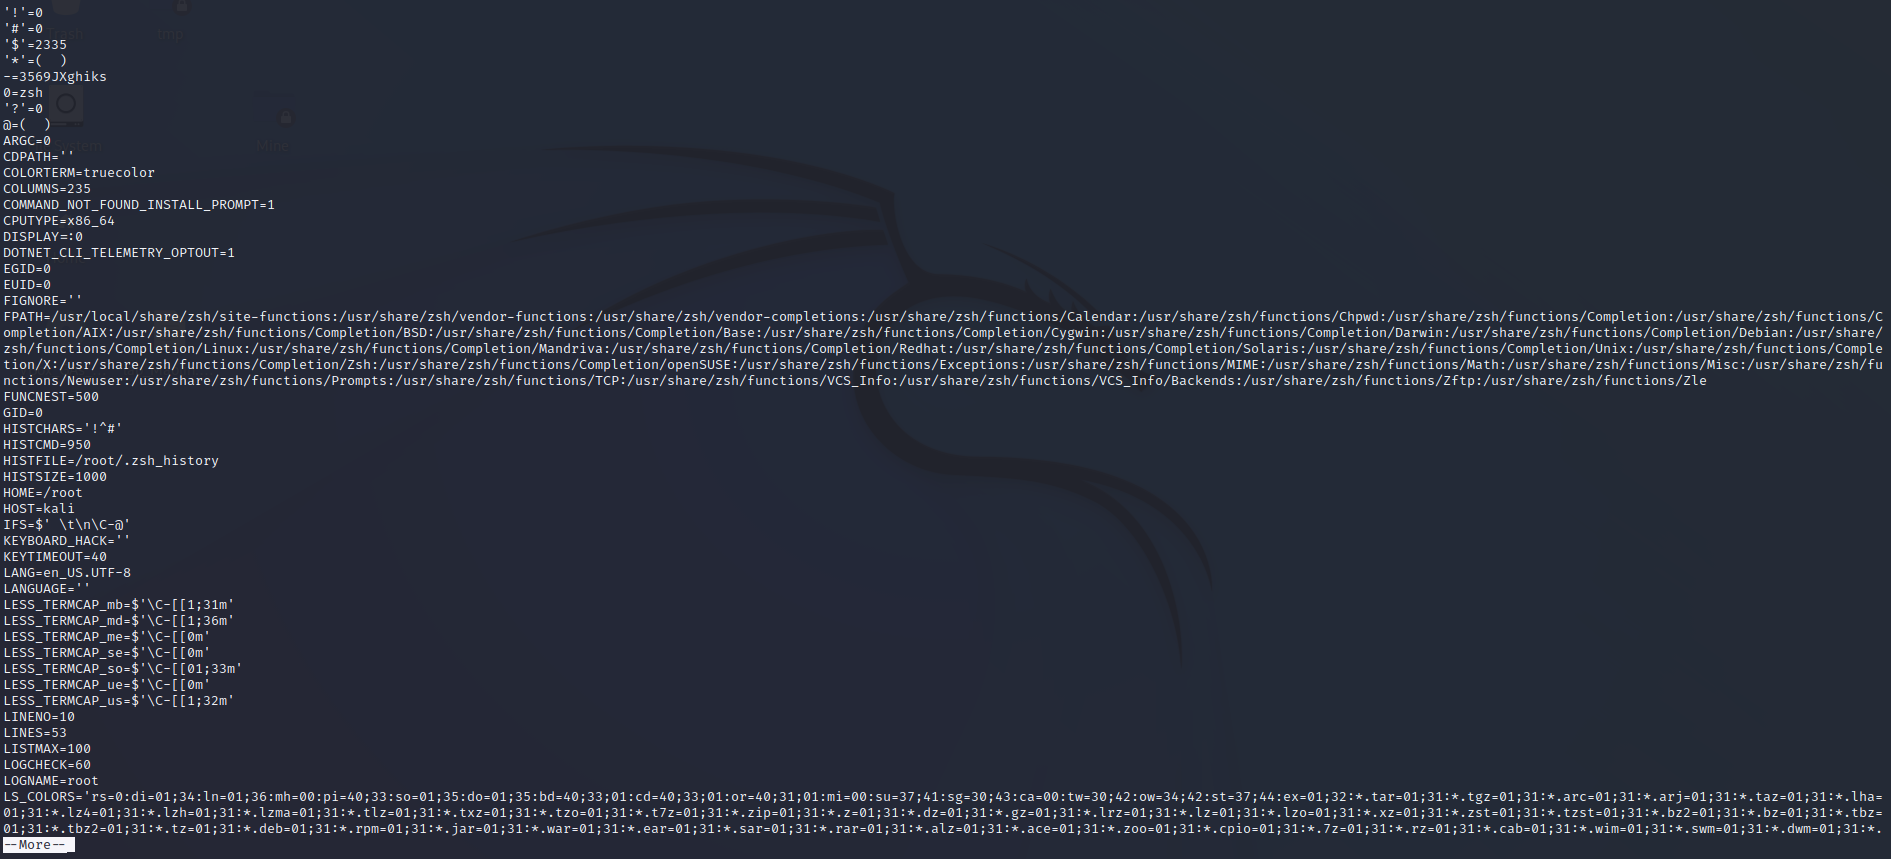 '!'=0
'#'=0
'$'=2335
'*'=(  )
-=3569JXghiks
0=zsh
'?'=0
@=(  )
ARGC=0
CDPATH=''
COLORTERM=truecolor
COLUMNS=235
COMMAND_NOT_FOUND_INSTALL_PROMPT=1
CPUTYPE=x86_64
DISPLAY=:0
DOTNET_CLI_TELEMETRY_OPTOUT=1
EGID=0
EUID=0
FIGNORE=''
FPATH=/usr/local/share/zsh/site-functions:/usr/share/zsh/vendor-functions:/usr/share/zsh/vendor-completions:/usr/share/zsh/functions/Calendar:/usr/share/zsh/functions/Chpwd:/usr/share/zsh/functions/Completion:/usr/share/zsh/functions/C
ompletion/AIX:/usr/share/zsh/functions/Completion/BSD:/usr/share/zsh/functions/Completion/Base:/usr/share/zsh/functions/Completion/Cygwin:/usr/share/zsh/functions/Completion/Darwin:/usr/share/zsh/functions/Completion/Debian:/usr/share/
zsh/functions/Completion/Linux:/usr/share/zsh/functions/Completion/Mandriva:/usr/share/zsh/functions/Completion/Redhat:/usr/share/zsh/functions/Completion/Solaris:/usr/share/zsh/functions/Completion/Unix:/usr/share/zsh/functions/Comple
tion/X:/usr/share/zsh/functions/Completion/Zsh:/usr/share/zsh/functions/Completion/openSUSE:/usr/share/zsh/functions/Exceptions:/usr/share/zsh/functions/MIME:/usr/share/zsh/functions/Math:/usr/share/zsh/functions/Misc:/usr/share/zsh/fu
nctions/Newuser:/usr/share/zsh/functions/Prompts:/usr/share/zsh/functions/TCP:/usr/share/zsh/functions/VCS_Info:/usr/share/zsh/functions/VCS_Info/Backends:/usr/share/zsh/functions/Zftp:/usr/share/zsh/functions/Zle
FUNCNEST=500
GID=0
HISTCHARS='!^#'
HISTCMD=950
HISTFILE=/root/.zsh_history
HISTSIZE=1000
HOME=/root
HOST=kali
IFS=$' \t\n\C-@'
KEYBOARD_HACK=''
KEYTIMEOUT=40
LANG=en_US.UTF-8
LANGUAGE=''
LESS_TERMCAP_mb=$'\C-[[1;31m'
LESS_TERMCAP_md=$'\C-[[1;36m'
LESS_TERMCAP_me=$'\C-[[0m'
LESS_TERMCAP_se=$'\C-[[0m'
LESS_TERMCAP_so=$'\C-[[01;33m'
LESS_TERMCAP_ue=$'\C-[[0m'
LESS_TERMCAP_us=$'\C-[[1;32m'
LINENO=10
LINES=53
LISTMAX=100
LOGCHECK=60
LOGNAME=root
LS_COLORS='rs=0:di=01;34:ln=01;36:mh=00:pi=40;33:so=01;35:do=01;35:bd=40;33;01:cd=40;33;01:or=40;31;01:mi=00:su=37;41:sg=30;43:ca=00:tw=30;42:ow=34;42:st=37;44:ex=01;32:*.tar=01;31:*.tgz=01;31:*.arc=01;31:*.arj=01;31:*.taz=01;31:*.lha=
01;31:*.lz4=01;31:*.lzh=01;31:*.lzma=01;31:*.tlz=01;31:*.txz=01;31:*.tzo=01;31:*.t7z=01;31:*.zip=01;31:*.z=01;31:*.dz=01;31:*.gz=01;31:*.lrz=01;31:*.lz=01;31:*.lzo=01;31:*.xz=01;31:*.zst=01;31:*.tzst=01;31:*.bz2=01;31:*.bz=01;31:*.tbz=
01;31:*.tbz2=01;31:*.tz=01;31:*.deb=01;31:*.rpm=01;31:*.jar=01;31:*.war=01;31:*.ear=01;31:*.sar=01;31:*.rar=01;31:*.alz=01;31:*.ace=01;31:*.zoo=01;31:*.cpio=01;31:*.7z=01;31:*.rz=01;31:*.cab=01;31:*.wim=01;31:*.swm=01;31:*.dwm=01;31:*.
--More--
tmp
Mine